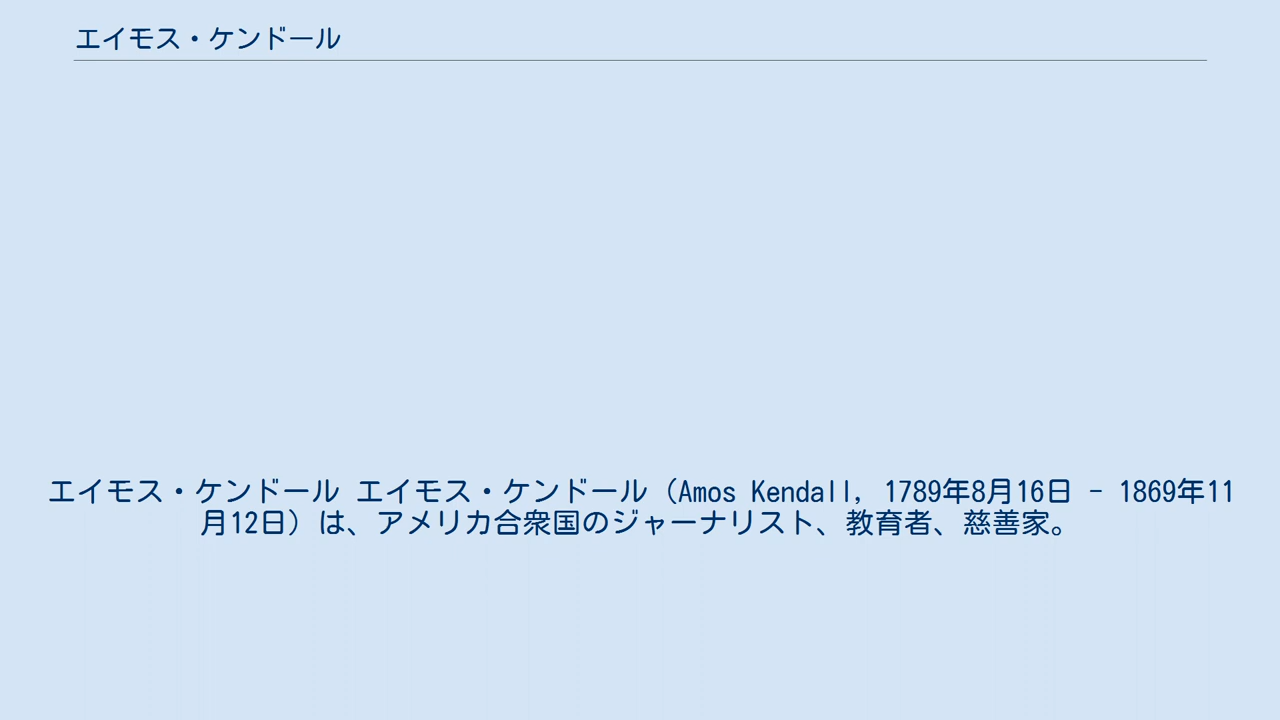 エイモス・ケンドール
エイモス・ケンドール エイモス・ケンドール（Amos Kendall, 1789年8月16日 - 1869年11
月12日）は、アメリカ合衆国のジャーナリスト、教育者、慈善家。